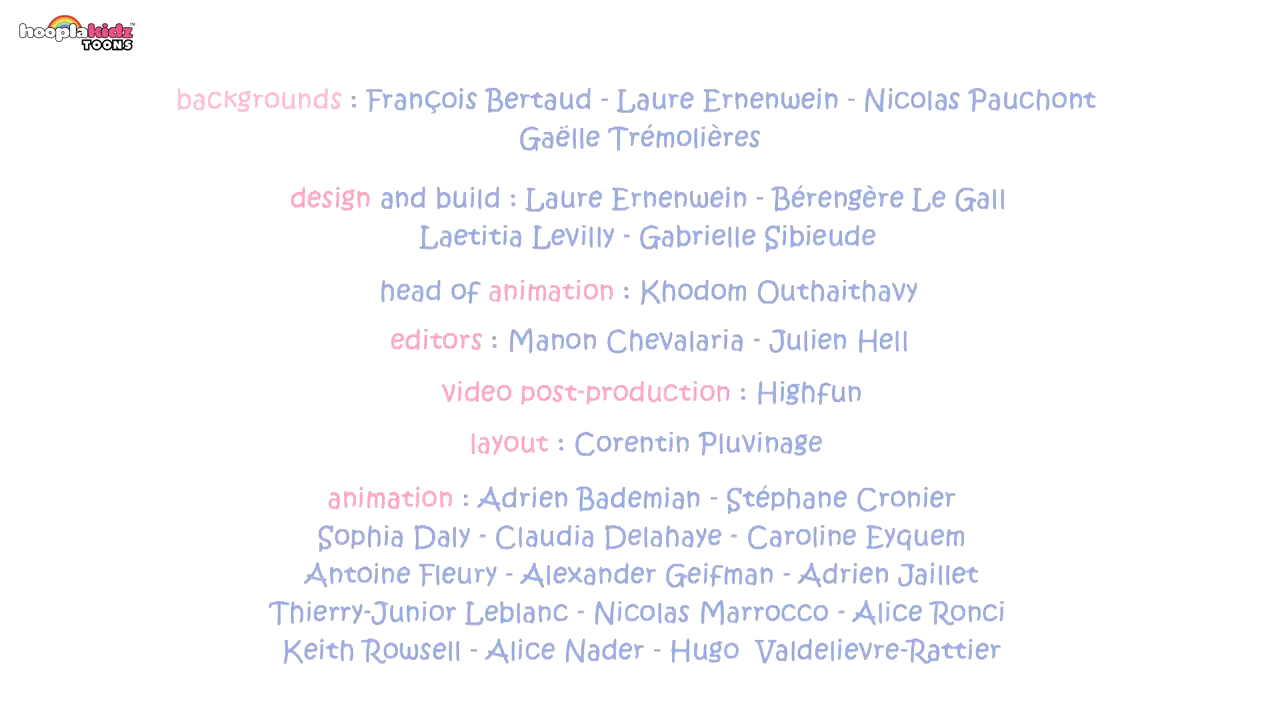 hooplakidz™
TOONS
backgrounds : François Bertaud - Laure Ernenwein - Nicolas Pauchont
Gaëlle Trémolières
design and build : Laure Ernenwein - Bérengère Le Gall
Laetitia Levilly - Gabrielle Sibieude
head of animation : Khodom Outhaithavy
editors : Manon Chevalaria - Julien Hell
video post-production : Highfun
layout : Corentin Pluvinage
animation : Adrien Bademian - Stéphane Cronier
Sophia Daly - Claudia Delahaye - Caroline Eyquem
Antoine Fleury - Alexander Geifman - Adrien Jaillet
Thierry-Junior Leblanc - Nicolas Marrocco - Alice Ronci
Keith Rowsell - Alice Nader - Hugo Valdelievre-Rattier